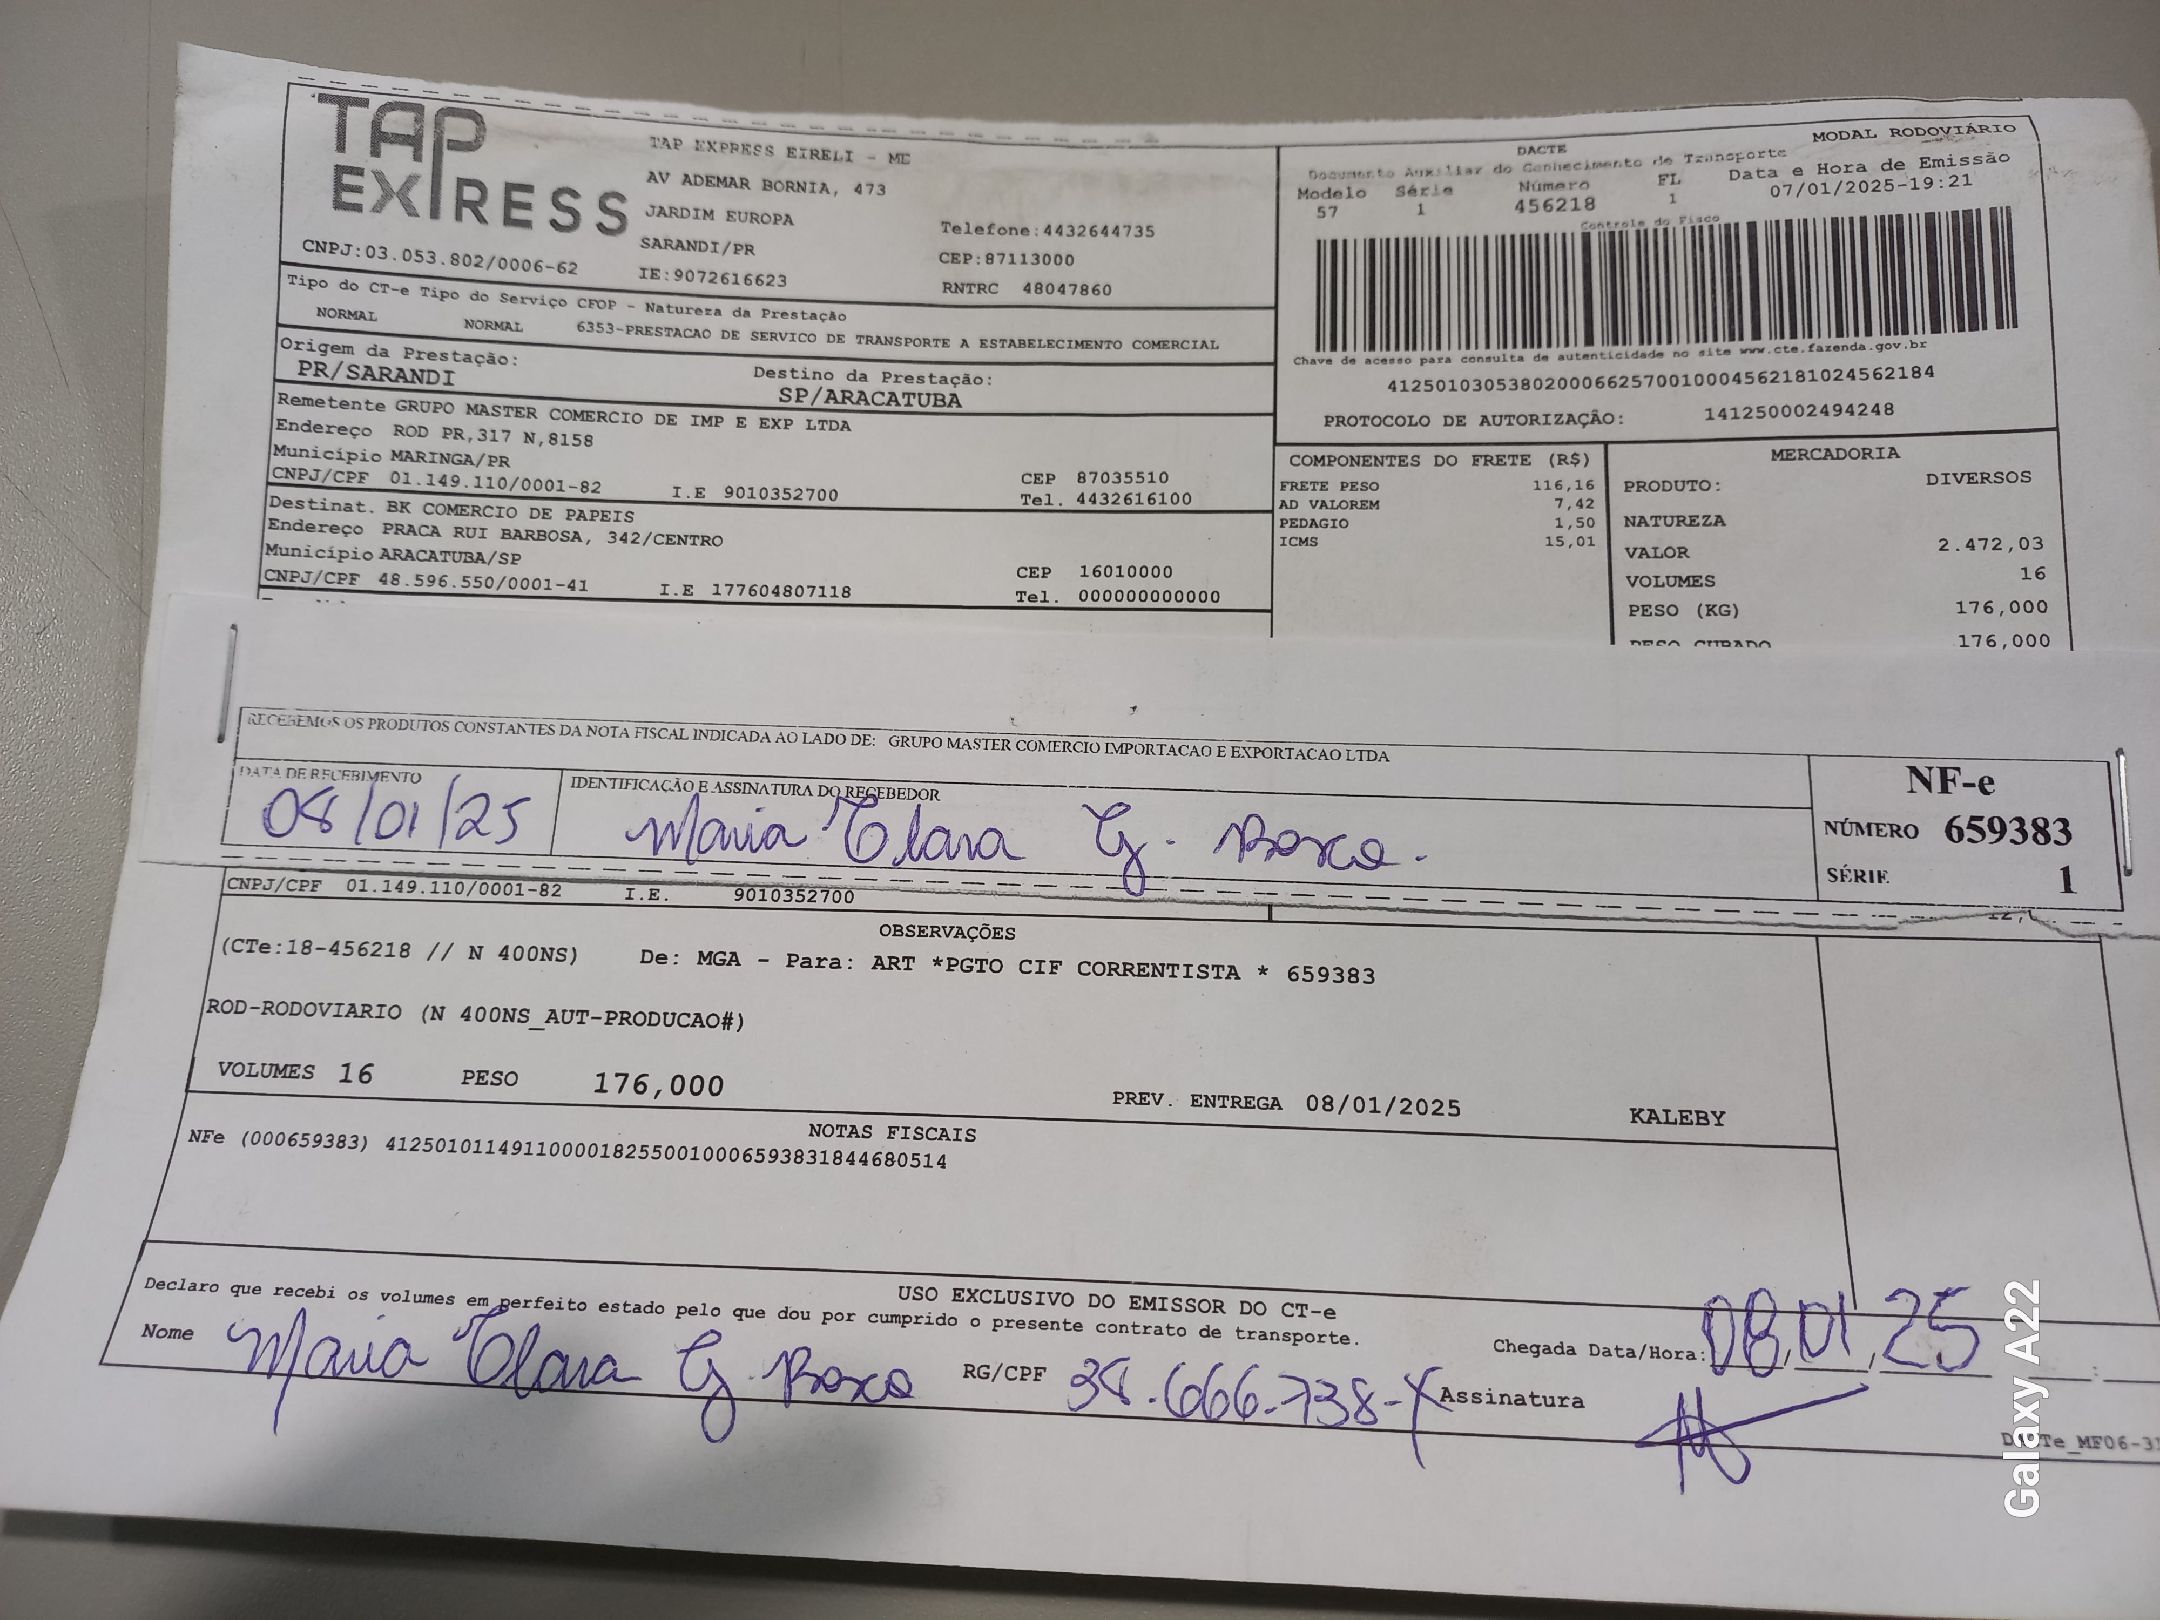 TAP
EXPRESS
TAP EXPRESS EIRELI - ME
AV ADEMAR BORNIA, 473
JARDIM EUROPA
SARANDI/PR
Telefone:4432644735
CEP:87113000
CNPJ:03.053.802/0006-62
IE:9072616623
RNTRC 48047860
DACTE
MODAL RODOVIÁRIO
Documento Auxiliar do Conhecimento de Transporte
Modelo Série Número FL Data e Hora de Emissão
57 1 456218 1 07/01/2025-19:21
Controle do Fisco
Chave de acesso para consulta de autenticidade no site www.cte.fazenda.gov.br
41250103053802000662570010004562181024562184
PROTOCOLO DE AUTORIZAÇÃO: 141250002494248
Tipo do CT-e Tipo do Serviço CFOP - Natureza da Prestação
NORMAL NORMAL 6353-PRESTACAO DE SERVICO DE TRANSPORTE A ESTABELECIMENTO COMERCIAL
Origem da Prestação: Destino da Prestação:
PR/SARANDI SP/ARACATUBA
Remetente GRUPO MASTER COMERCIO DE IMP E EXP LTDA
Endereço ROD PR,317 N,8158
Município MARINGA/PR CEP 87035510
CNPJ/CPF 01.149.110/0001-82 I.E 9010352700 Tel. 4432616100
Destinat. BK COMERCIO DE PAPEIS
Endereço PRACA RUI BARBOSA, 342/CENTRO
Município ARACATUBA/SP CEP 16010000
CNPJ/CPF 48.596.550/0001-41 I.E 177604807118 Tel. 000000000000
COMPONENTES DO FRETE (R$)
FRETE PESO 116,16
AD VALOREM 7,42
PEDAGIO 1,50
ICMS 15,01
MERCADORIA
PRODUTO: DIVERSOS
NATUREZA
VALOR 2.472,03
VOLUMES 16
PESO (KG) 176,000
PESO CUBADO 176,000
RECEBEMOS OS PRODUTOS CONSTANTES DA NOTA FISCAL INDICADA AO LADO DE: GRUPO MASTER COMERCIO IMPORTACAO E EXPORTACAO LTDA
DATA DE RECEBIMENTO IDENTIFICAÇÃO E ASSINATURA DO RECEBEDOR
08/01/25 Maria Clara G.
NF-e
NÚMERO 659383
SÉRIE 1
CNPJ/CPF 01.149.110/0001-82 I.E. 9010352700
OBSERVAÇÕES
(CTe:18-456218 // N 400NS) De: MGA - Para: ART *PGTO CIF CORRENTISTA * 659383
ROD-RODOVIARIO (N 400NS_AUT-PRODUCAO#)
VOLUMES 16 PESO 176,000
PREV. ENTREGA 08/01/2025 KALEBY
NOTAS FISCAIS
NFe (000659383) 41250101149110000182550010006593831844680514
USO EXCLUSIVO DO EMISSOR DO CT-e
Declaro que recebi os volumes em perfeito estado pelo que dou por cumprido o presente contrato de transporte.
Nome Maria Clara G. RG/CPF
Chegada Data/Hora: 08,01,25 :
Assinatura
Galaxy A22